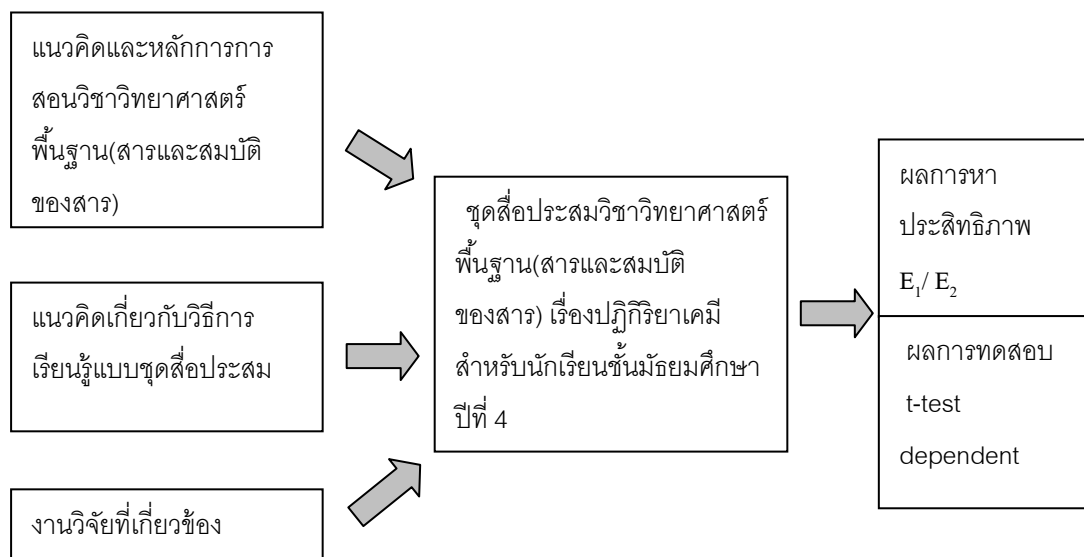 แนวคิดและหลักการการ
สอนวิชาวิทยาศาสตร์
พื้นฐาน(สารและสมบัติ
ของสาร)
แนวคิดเกี่ยวกับวิธีการ
เรียนรู้แบบชุดสื่อประสม
งานวิจัยที่เกี่ยวข้อง
ชุดสื่อประสมวิชาวิทยาศาสตร์
พื้นฐาน(สารและสมบัติ
ของสาร) เรื่องปฏิกิริยาเคมี
สำหรับนักเรียนชั้นมัธยมศึกษา
ปีที่ 4
ผลการหา
ประสิทธิภาพ
E₁/ E₂
ผลการทดสอบ
t-test
dependent